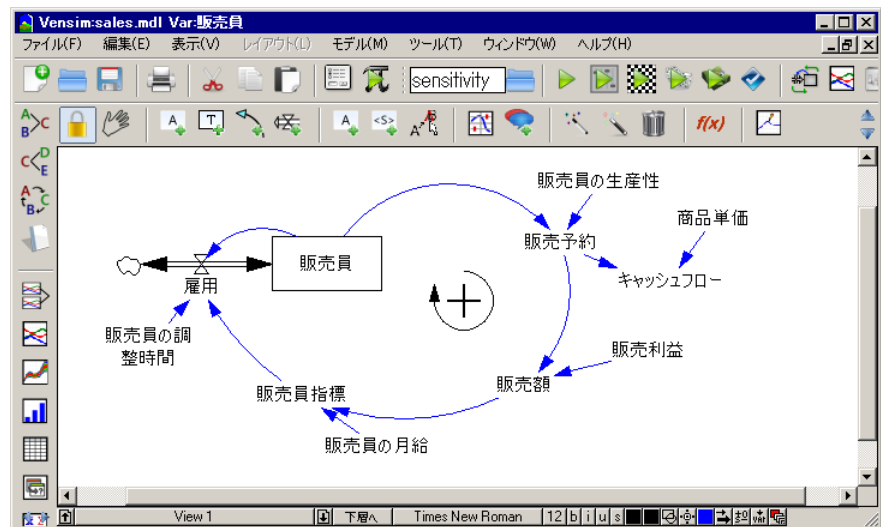 Vensim:sales.mdl Var:販売員
ファイル(F) 編集(E) 表示(V) レイアウト(L) モデル(M) ツール(T) ウィンドウ(W) ヘルプ(H)
sensitivity
f(x)
販売員の生産性
商品単価
販売予約
販売員
キャッシュフロー
雇用
販売員の調
整時間
販売利益
販売額
販売員指標
販売員の月給
View 1 下層へ Times New Roman 12 b i u s